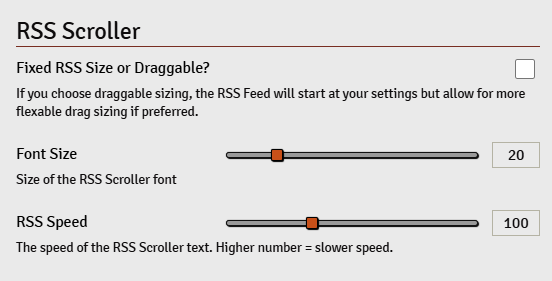 RSS Scroller
Fixed RSS Size or Draggable?
If you choose draggable sizing, the RSS Feed will start at your settings but allow for more
flexable drag sizing if preferred.
Font Size
20
Size of the RSS Scroller font
RSS Speed
100
The speed of the RSS Scroller text. Higher number = slower speed.